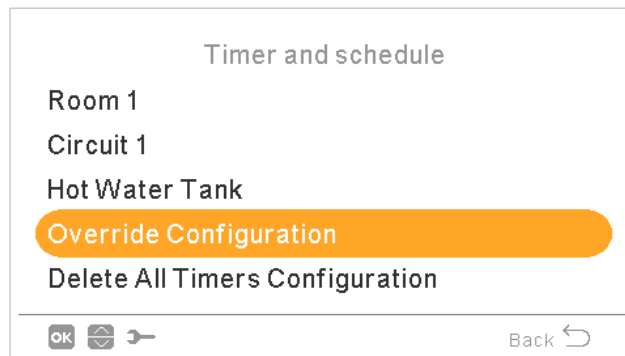 Timer and schedule
Room 1
Circuit 1
Hot Water Tank
Override Configuration
Delete All Timers Configuration
OK Back